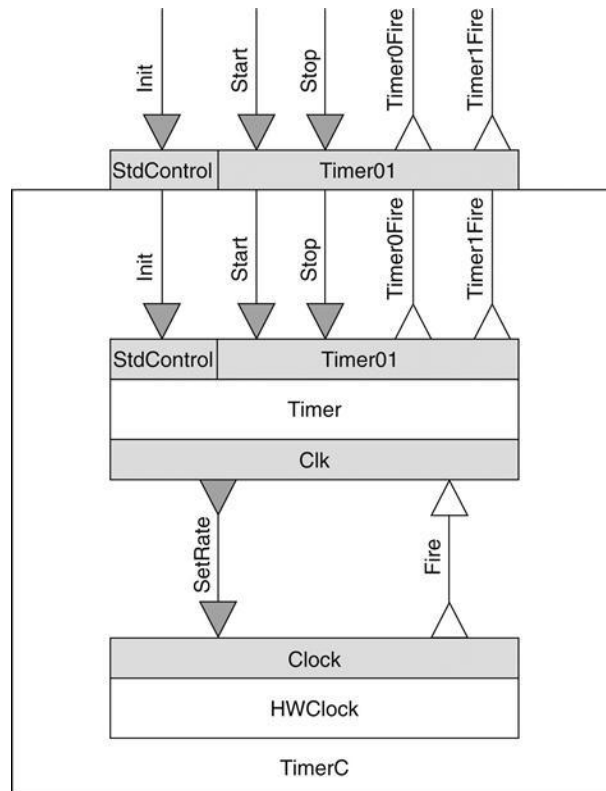 Init
Start
Stop
Timer0Fire
Timer1Fire
StdControl
Timer01
Init
Start
Stop
Timer0Fire
Timer1Fire
StdControl
Timer01
Timer
Clk
SetRate
Fire
Clock
HWClock
TimerC